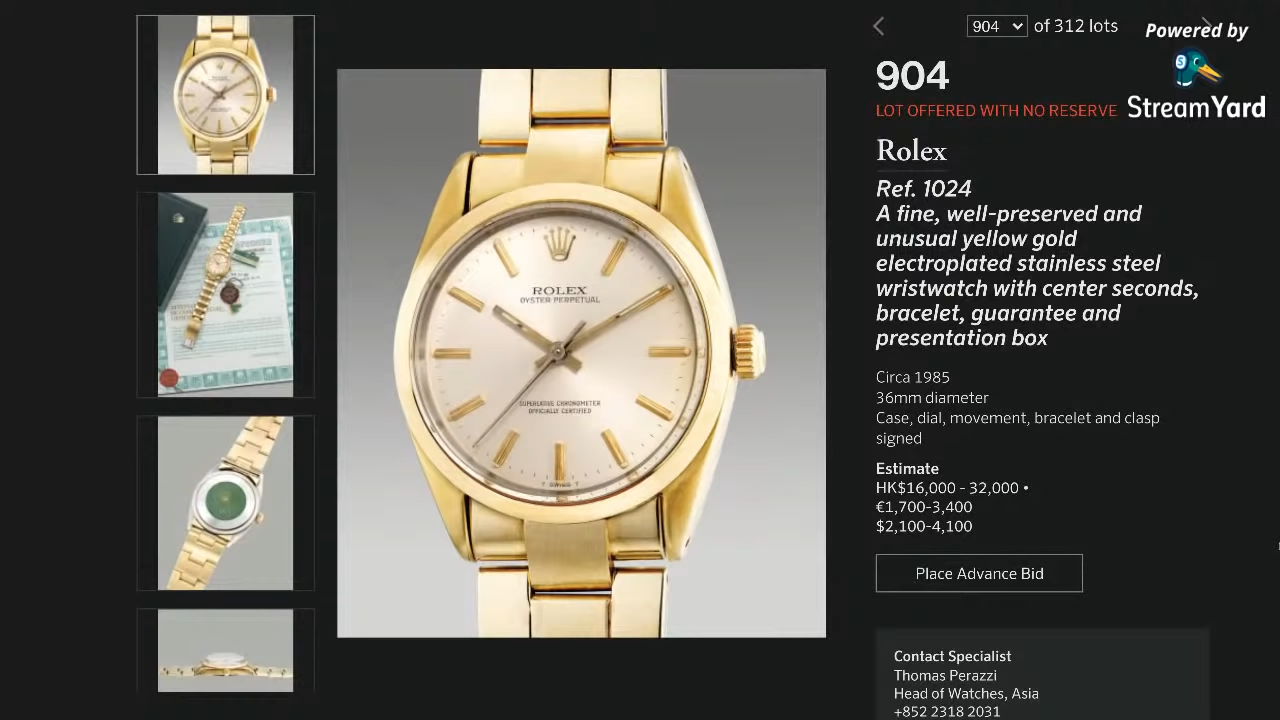 904 of 312 lots
Powered by
StreamYard
904
LOT OFFERED WITH NO RESERVE
Rolex
Ref. 1024
A fine, well-preserved and
unusual yellow gold
electroplated stainless steel
wristwatch with center seconds,
bracelet, guarantee and
presentation box
Circa 1985
36mm diameter
Case, dial, movement, bracelet and clasp
signed
Estimate
HK$16,000 - 32,000 •
€1,700-3,400
$2,100-4,100
Place Advance Bid
Contact Specialist
Thomas Perazzi
Head of Watches, Asia
+852 2318 2031
ROLEX
OYSTER PERPETUAL
SUPERLATIVE CHRONOMETER
OFFICIALLY CERTIFIED